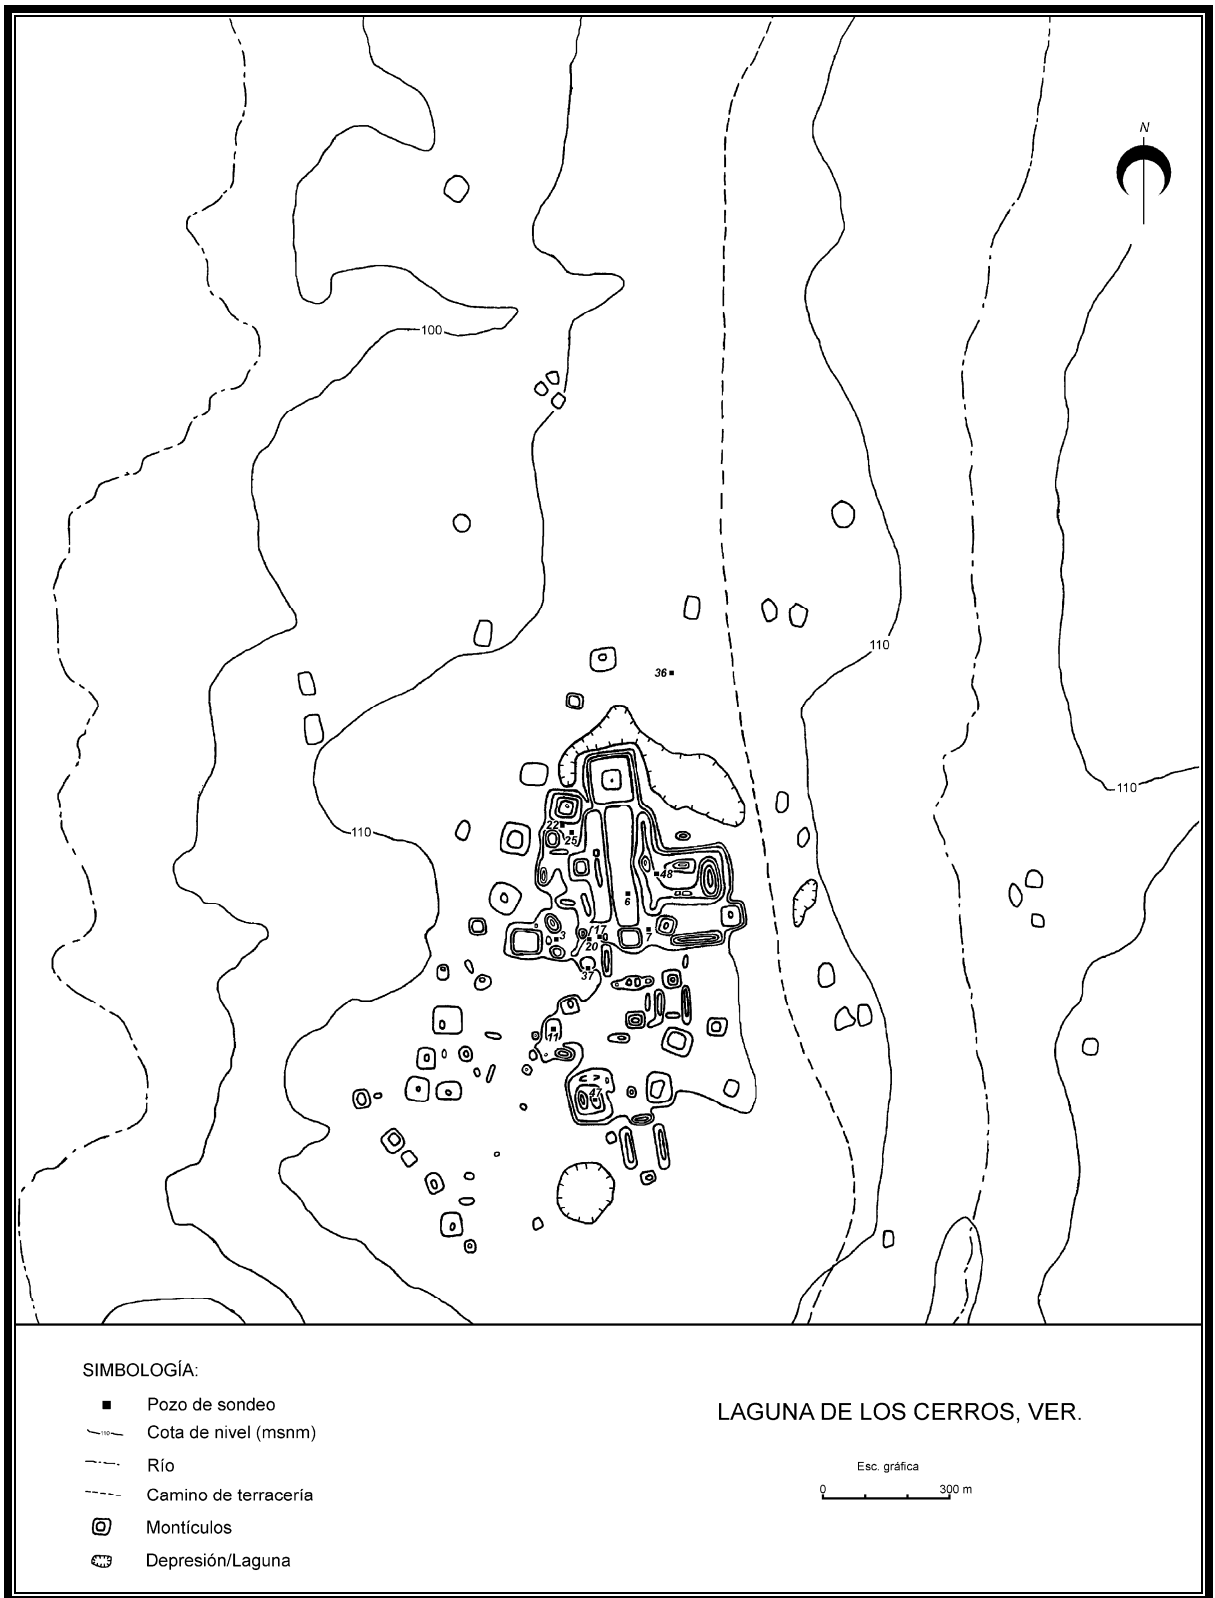 N
100
110
36
110
110
22
25
48
6
3
17
7
20
37
11
47
SIMBOLOGÍA:
Pozo de sondeo
110
Cota de nivel (msnm)
Río
Camino de terracería
Montículos
Depresión/Laguna
LAGUNA DE LOS CERROS, VER.
Esc. gráfica
0 300 m